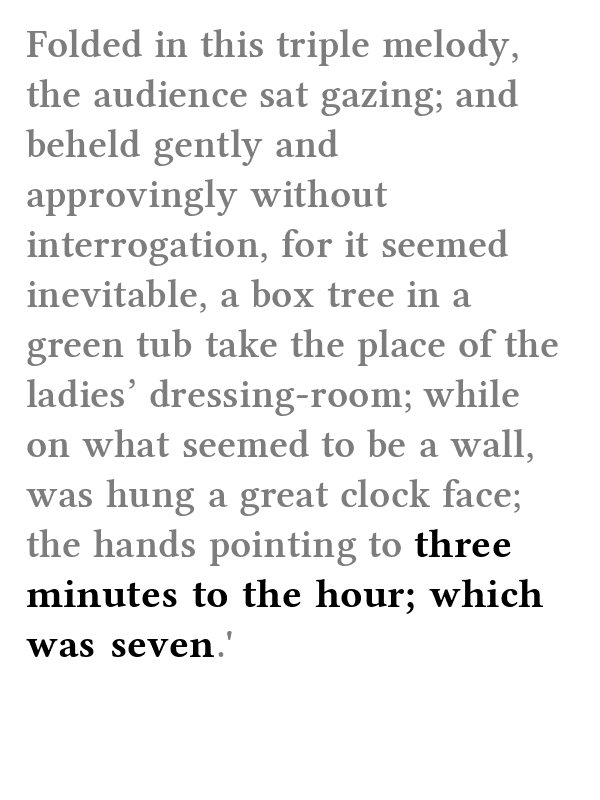 Folded in this triple melody,
the audience sat gazing; and
beheld gently and
approvingly without
interrogation, for it seemed
inevitable, a box tree in a
green tub take the place of the
ladies’ dressing-room; while
on what seemed to be a wall,
was hung a great clock face;
the hands pointing to three
minutes to the hour; which
was seven.'